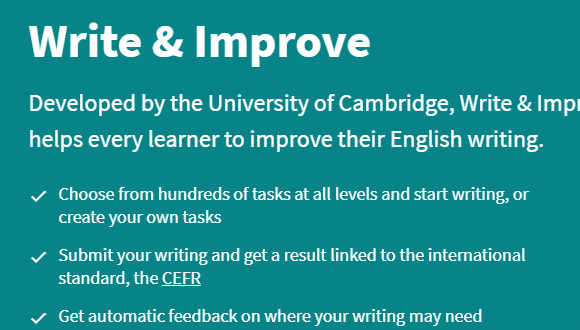 Write & Improve
Developed by the University of Cambridge, Write & Impr
helps every learner to improve their English writing.
Choose from hundreds of tasks at all levels and start writing, or
create your own tasks
Submit your writing and get a result linked to the international
standard, the CEFR
Get automatic feedback on where your writing may need